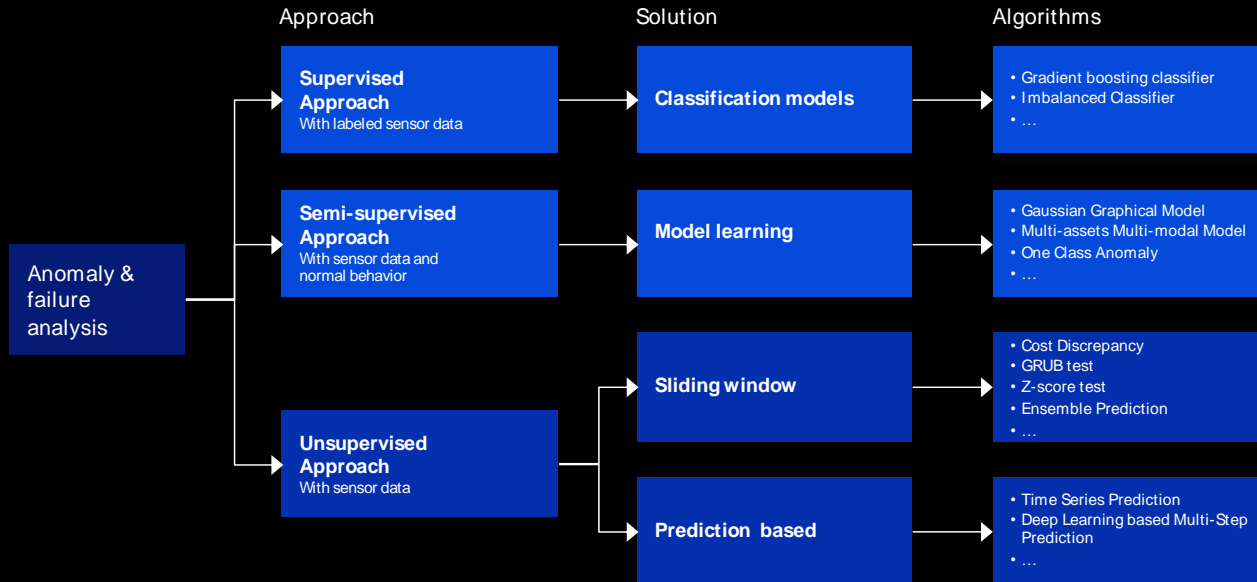 Approach
Solution
Algorithms
Anomaly &
failure
analysis
Supervised
Approach
With labeled sensor data
Classification models
• Gradient boosting classifier
• Imbalanced Classifier
• ...
Semi-supervised
Approach
With sensor data and
normal behavior
Model learning
• Gaussian Graphical Model
• Multi-assets Multi-modal Model
• One Class Anomaly
• ...
Unsupervised
Approach
With sensor data
Sliding window
• Cost Discrepancy
• GRUB test
• Z-score test
• Ensemble Prediction
• ...
Prediction based
• Time Series Prediction
• Deep Learning based Multi-Step
Prediction
• ...